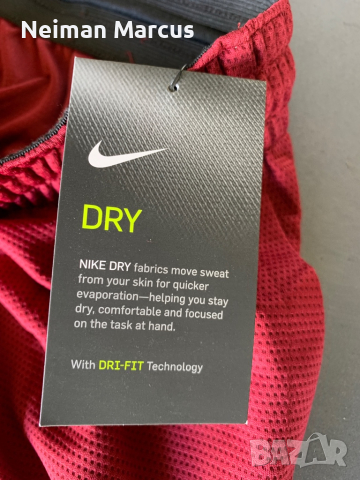 Neiman Marcus
DRY
NIKE DRY fabrics move sweat
from your skin for quicker
evaporation—helping you stay
dry, comfortable and focused
on the task at hand.
With DRI-FIT Technology
BAZAR